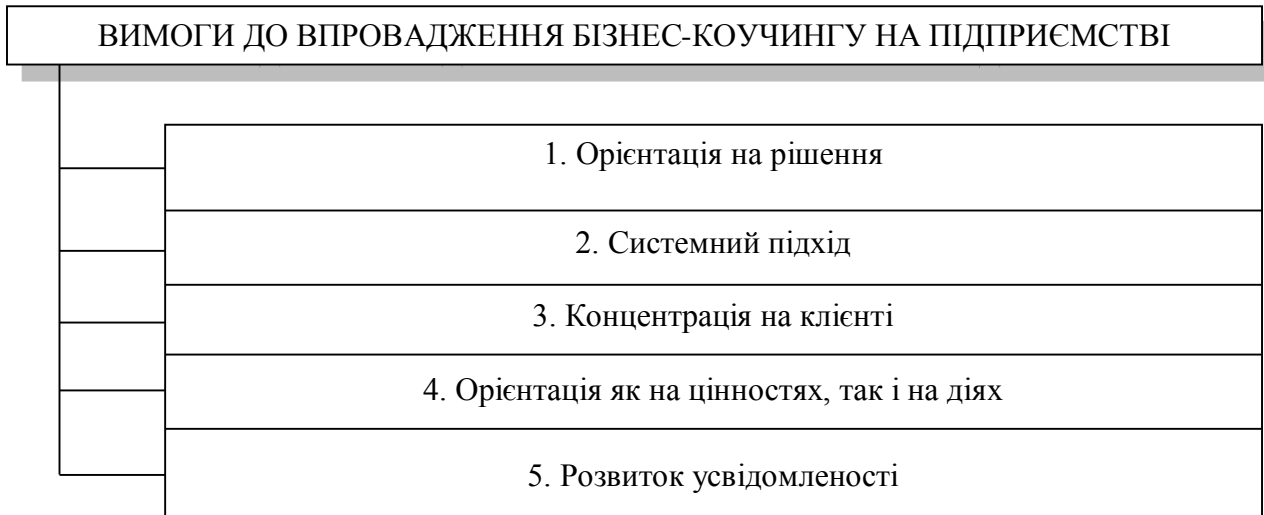 ВИМОГИ ДО ВПРОВАДЖЕННЯ БІЗНЕС-КОУЧИНГУ НА ПІДПРИЄМСТВІ
1. Орієнтація на рішення
2. Системний підхід
3. Концентрація на клієнті
4. Орієнтація як на цінностях, так і на діях
5. Розвиток усвідомленості